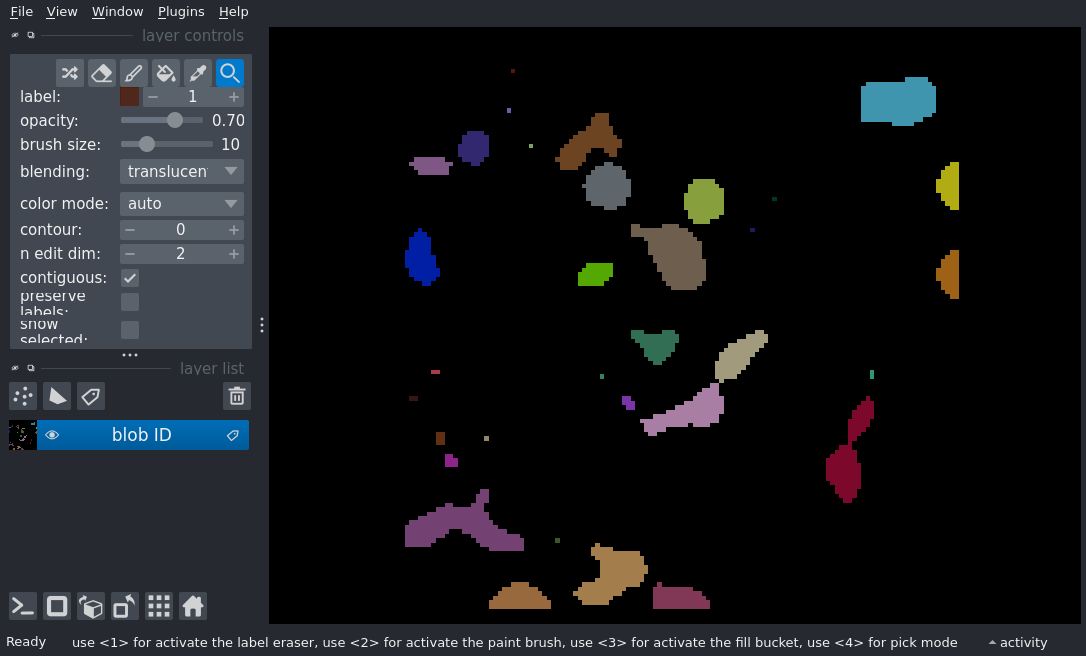 File View Window Plugins Help
layer controls
label: 1
opacity: 0.70
brush size: 10
blending: translucen
color mode: auto
contour: 0
n edit dim: 2
contiguous:
preserve
labels:
show
selected:
layer list
blob ID
Ready use <1> for activate the label eraser, use <2> for activate the paint brush, use <3> for activate the fill bucket, use <4> for pick mode activity